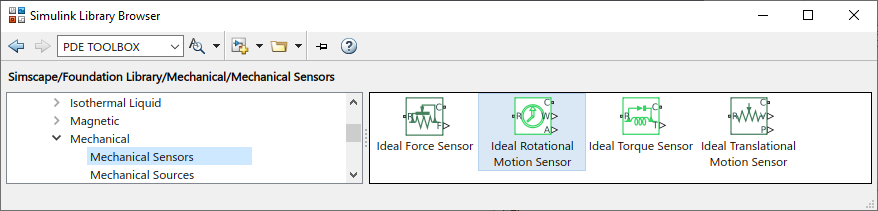 Simulink Library Browser
PDE TOOLBOX
Simscape/Foundation Library/Mechanical/Mechanical Sensors
Isothermal Liquid
Magnetic
Mechanical
Mechanical Sensors
Mechanical Sources
R C F
Ideal Force Sensor
R C W A
Ideal Rotational
Motion Sensor
R C T
Ideal Torque Sensor
R C V P
Ideal Translational
Motion Sensor